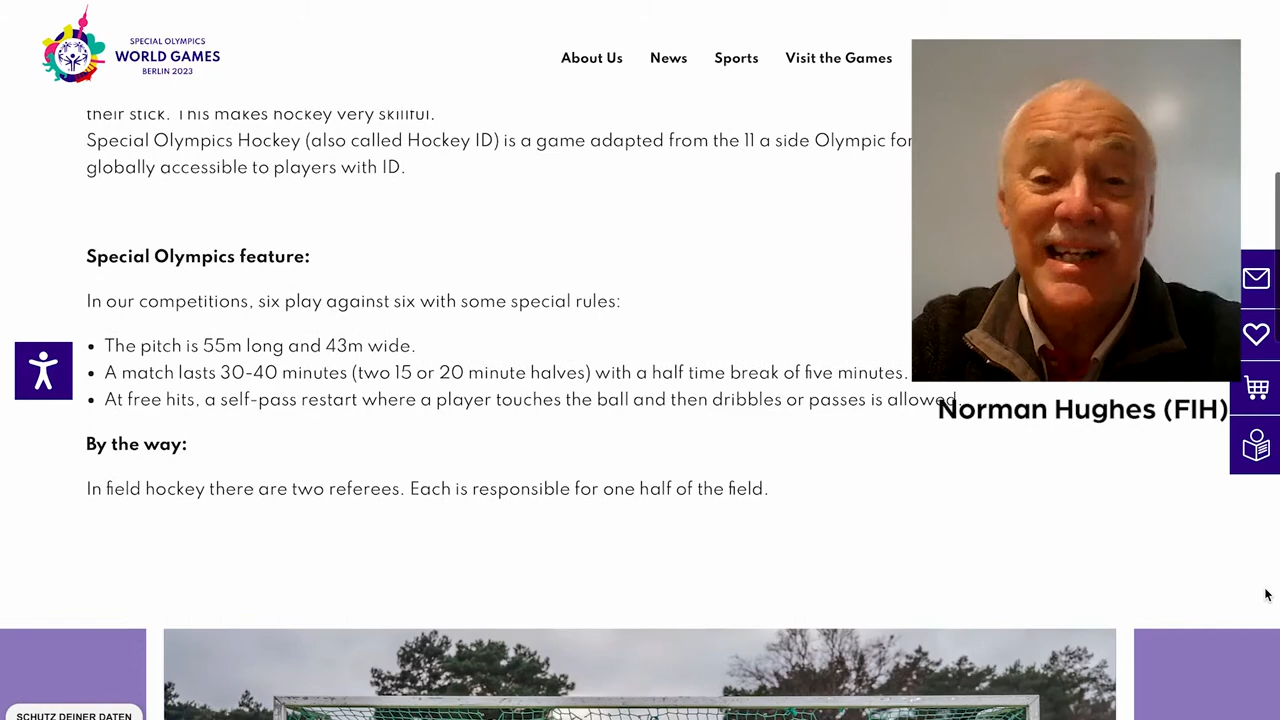 SPECIAL OLYMPICS
WORLD GAMES
BERLIN 2023
About Us News Sports Visit the Games
their stick. This makes hockey very skillful.
Special Olympics Hockey (also called Hockey ID) is a game adapted from the 11 a side Olympic
globally accessible to players with ID.
Special Olympics feature:
In our competitions, six play against six with some special rules:
• The pitch is 55m long and 43m wide.
• A match lasts 30-40 minutes (two 15 or 20 minute halves) with a half time break of five minutes.
• At free hits, a self-pass restart where a player touches the ball and then dribbles or passes is allowed
Norman Hughes (FIH)
By the way:
In field hockey there are two referees. Each is responsible for one half of the field.
SCHUTZ DEINER DATEN